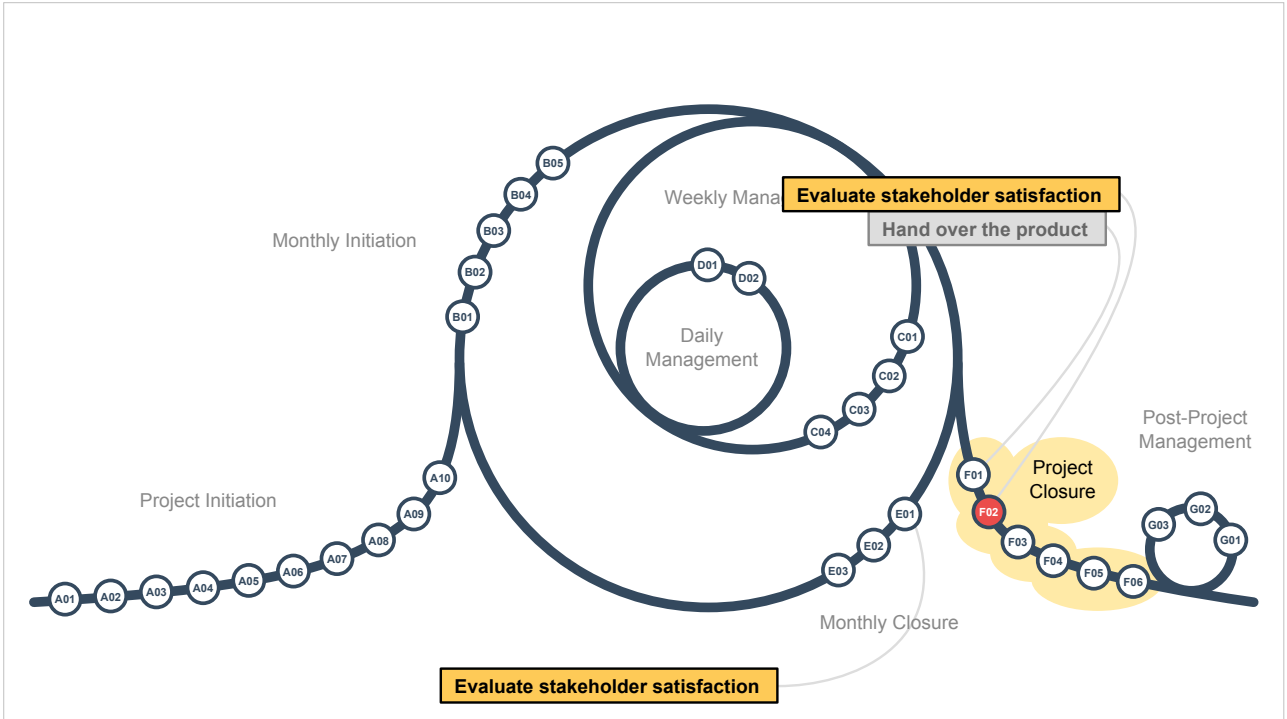 B05
B04
B03
B02
B01
Monthly Initiation
Weekly Mana
Evaluate stakeholder satisfaction
Hand over the product
D01
D02
Daily
Management
C01
C02
C03
C04
Post-Project
Management
Project
Closure
F01
F02
F03
F04
F05
F06
G03
G02
G01
Project Initiation
A10
A09
A08
A07
A06
A05
A04
A03
A02
A01
E01
E02
E03
Monthly Closure
Evaluate stakeholder satisfaction